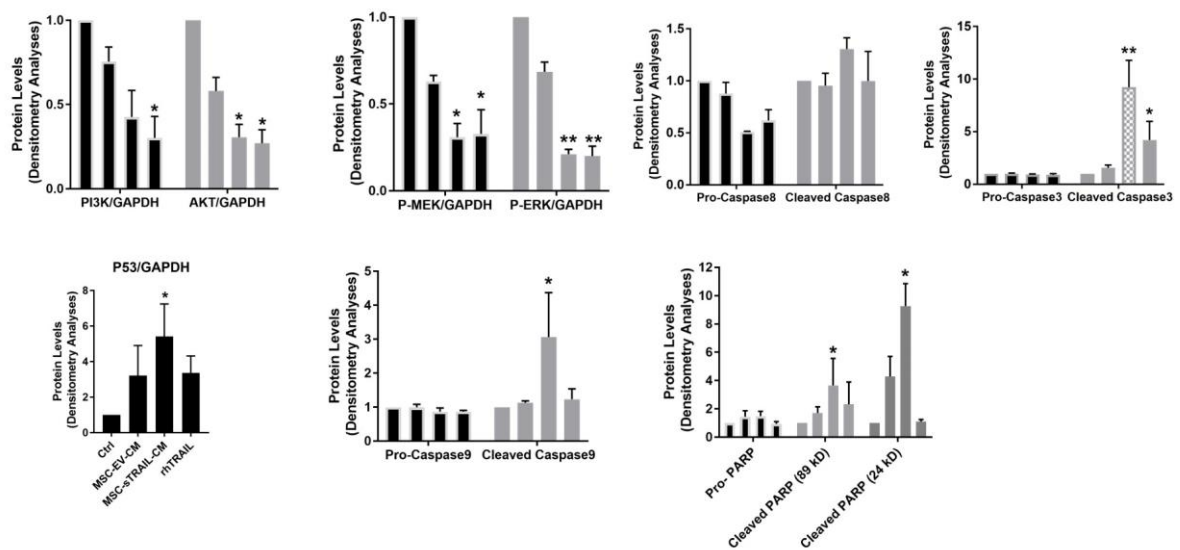 Protein Levels
(Densitometry Analyses)
1.0
0.5
0.0
*
*
*
PI3K/GAPDH
AKT/GAPDH
Protein Levels
(Densitometry Analyses)
1.0
0.5
0.0
*
*
**
**
P-MEK/GAPDH
P-ERK/GAPDH
Protein Levels
(Densitometry Analyses)
1.5
1.0
0.5
0.0
Pro-Caspase8
Cleaved Caspase8
Protein Levels
(Densitometry Analyses)
15
10
5
0
**
*
Pro-Caspase3
Cleaved Caspase3
P53/GAPDH
Protein Levels
(Densitometry Analyses)
8
6
4
2
0
*
Ctrl
MSC-EV-CM
MSC-sTRAIL-CM
rhTRAIL
Protein Levels
(Densitometry Analyses)
5
4
3
2
1
0
*
Pro-Caspase9
Cleaved Caspase9
Protein Levels
(Densitometry Analyses)
12
10
8
6
4
2
0
*
*
Pro- PARP
Cleaved PARP (89 kD)
Cleaved PARP (24 kD)